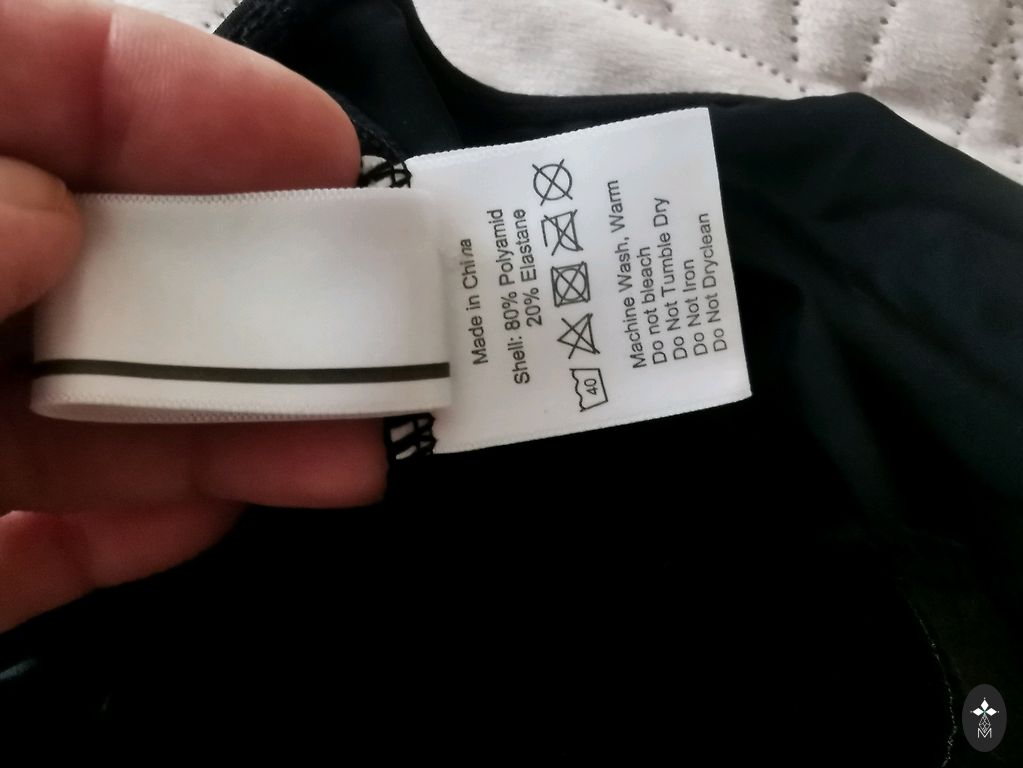 Made in China
Shell: 80% Polyamid
20% Elastane
40
Machine Wash, Warm
Do not bleach
Do Not Tumble Dry
Do Not Iron
Do Not Dryclean
M